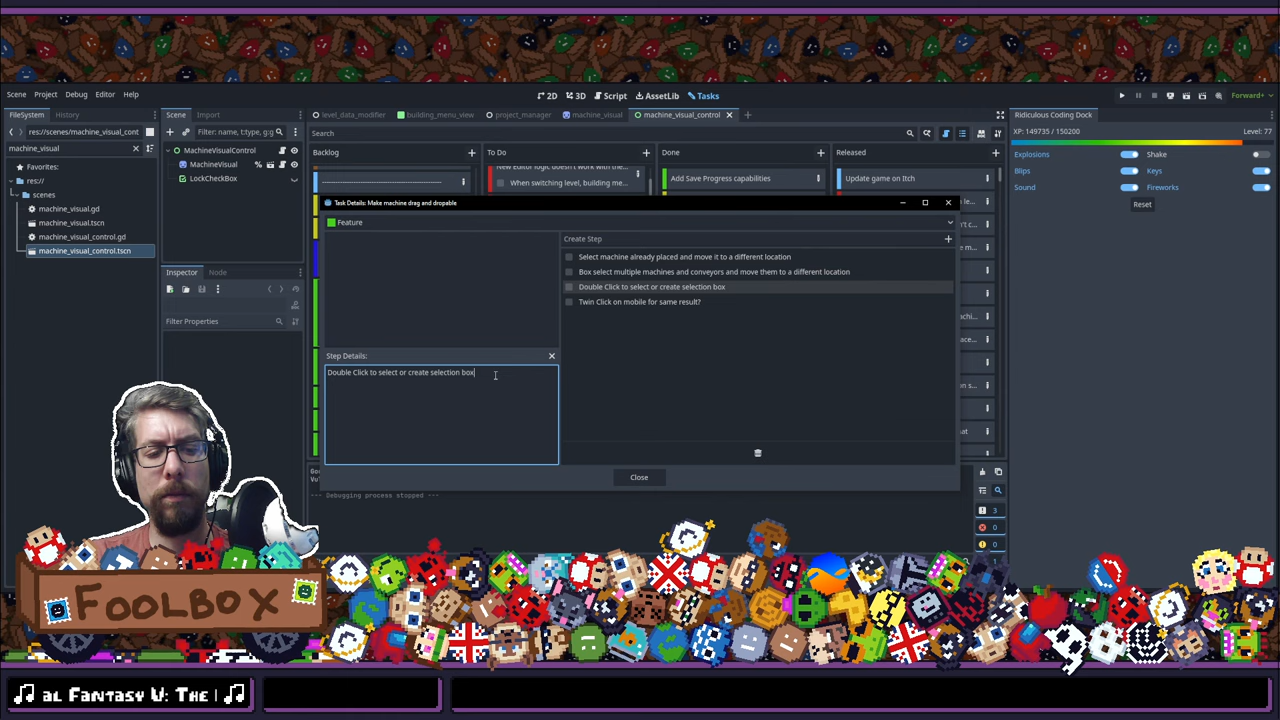 Scene Project Debug Editor Help
2D 3D Script AssetLib Tasks
Forward+
FileSystem History
Scene Import
level_data_modifier building_menu_view project_manager machine_visual machine_visual_control
Ridiculous Coding Dock
res://scenes/machine_visual_cont
Filter: name, t:type, g:g
Search
XP: 149735 / 150200 Level: 77
machine_visual
MachineVisualControl
MachineVisual
LockCheckBox
Backlog To Do Done Released
Explosions Shake
Blips Keys
Sound Fireworks
Reset
Favorites:
res://
scenes
machine_visual.gd
machine_visual.tscn
machine_visual_control.gd
machine_visual_control.tscn
New Editor logic doesn't work with the...
When switching level, building me...
Add Save Progress capabilities
Update game on Itch
Task Details: Make machine drag and dropable
Feature
Create Step
Select machine already placed and move it to a different location
Box select multiple machines and conveyors and move them to a different location
Double Click to select or create selection box
Twin Click on mobile for same result?
Inspector Node
Filter Properties
Step Details:
Double Click to select or create selection box
Close
--- Debugging process stopped ---
3
0
0
FOOLBOX
al Fantasy V: The